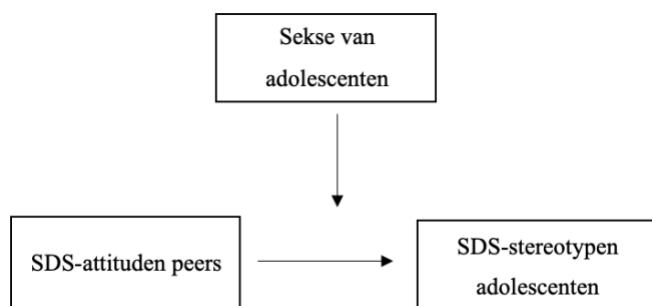 Sekse van
adolescenten
SDS-attituden peers
SDS-stereotypen
adolescenten